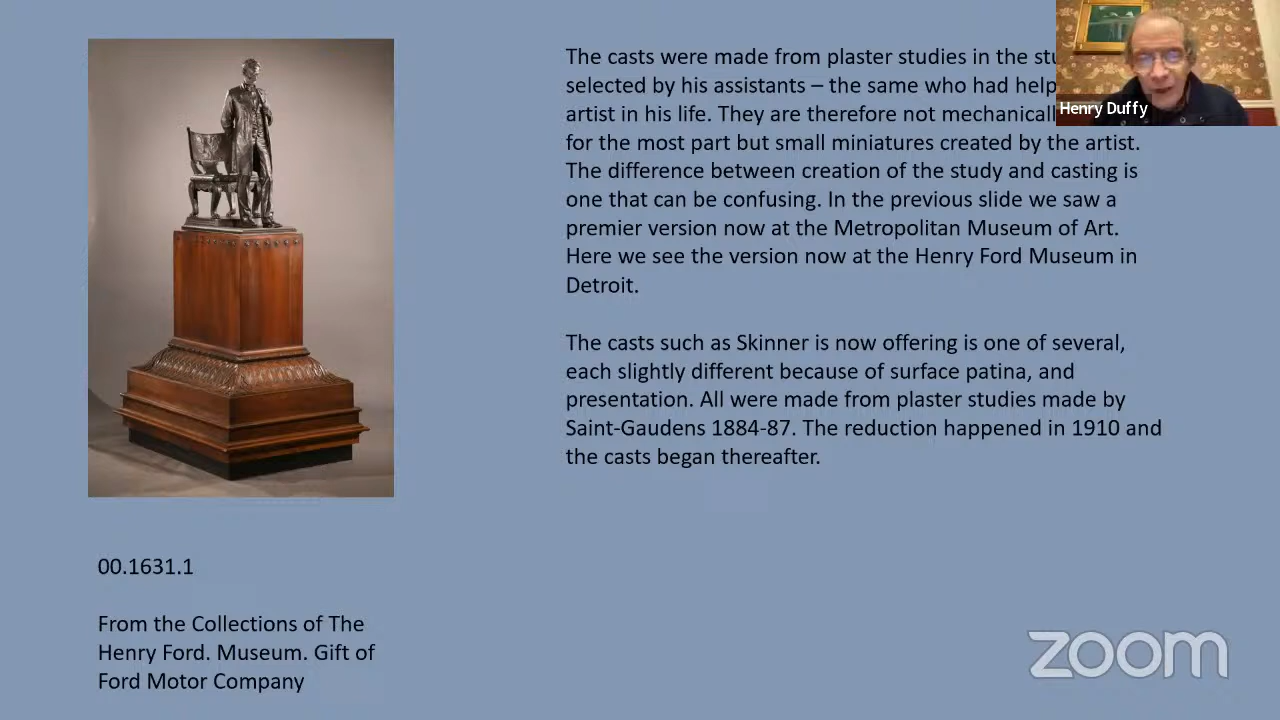 The casts were made from plaster studies in the
selected by his assistants – the same who had
artist in his life. They are therefore not
for the most part but small miniatures created by the artist.
The difference between creation of the study and casting is
one that can be confusing. In the previous slide we saw a
premier version now at the Metropolitan Museum of Art.
Here we see the version now at the Henry Ford Museum in
Detroit.
The casts such as Skinner is now offering is one of several,
each slightly different because of surface patina, and
presentation. All were made from plaster studies made by
Saint-Gaudens 1884-87. The reduction happened in 1910 and
the casts began thereafter.
Henry Duffy
00.1631.1
From the Collections of The
Henry Ford. Museum. Gift of
Ford Motor Company
zoom